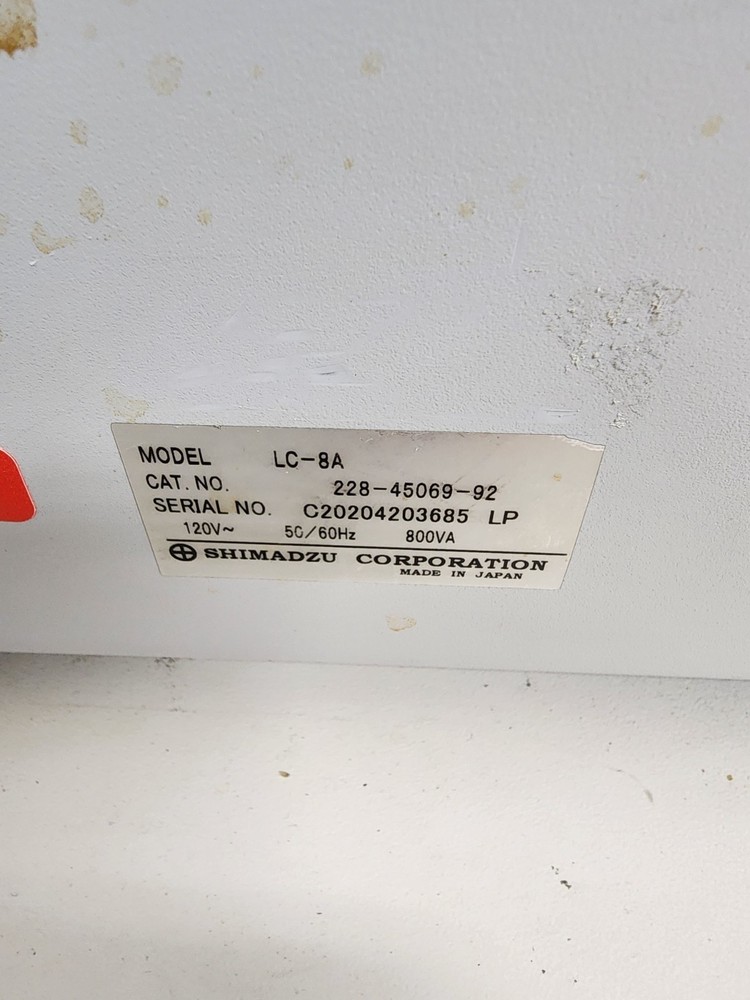 MODEL LC-8A
CAT. NO. 228-45069-92
SERIAL NO. C20204203685 LP
120V~ 50/60Hz 800VA
SHIMADZU CORPORATION
MADE IN JAPAN